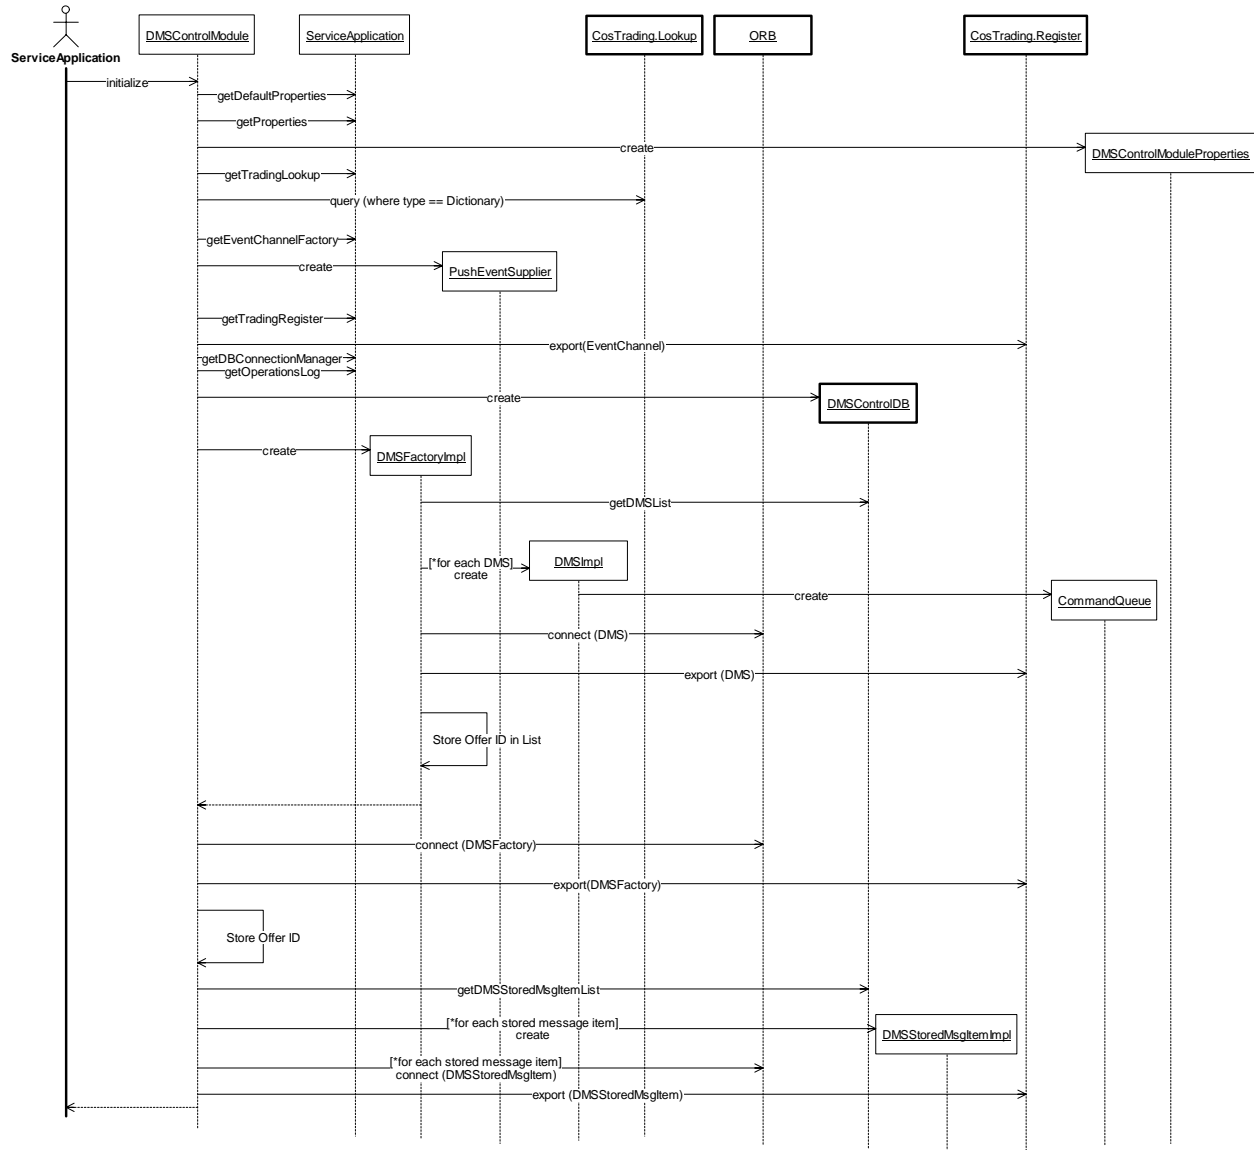 DMSControlModule
ServiceApplication
CosTrading.Lookup
ORB
CosTrading.Register
ServiceApplication
initialize
getDefaultProperties
getProperties
create
DMSControlModuleProperties
getTradingLookup
query (where type == Dictionary)
getEventChannelFactory
create
PushEventSupplier
getTradingRegister
export(EventChannel)
getDBConnectionManager
getOperationsLog
create
DMSControlDB
create
DMSFactoryImpl
getDMSList
[*for each DMS]
create
DMSImpl
create
CommandQueue
connect (DMS)
export (DMS)
Store Offer ID in List
connect (DMSFactory)
export(DMSFactory)
Store Offer ID
getDMSStoredMsgItemList
[*for each stored message item]
create
DMSStoredMsgItemImpl
[*for each stored message item]
connect (DMSStoredMsgItem)
export (DMSStoredMsgItem)